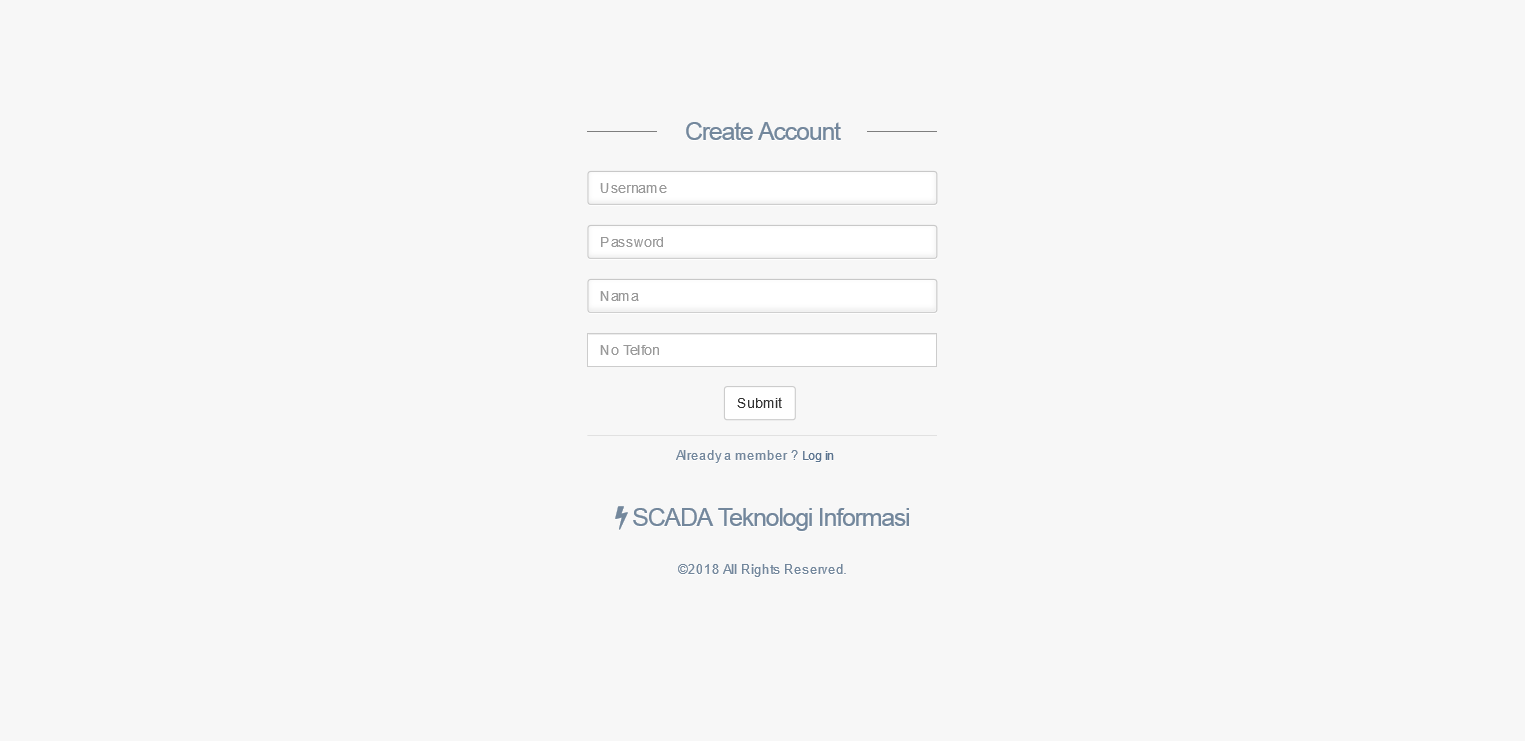 Create Account
Username
Password
Nama
No Telfon
Submit
Already a member ? Log in
SCADA Teknologi Informasi
©2018 All Rights Reserved.